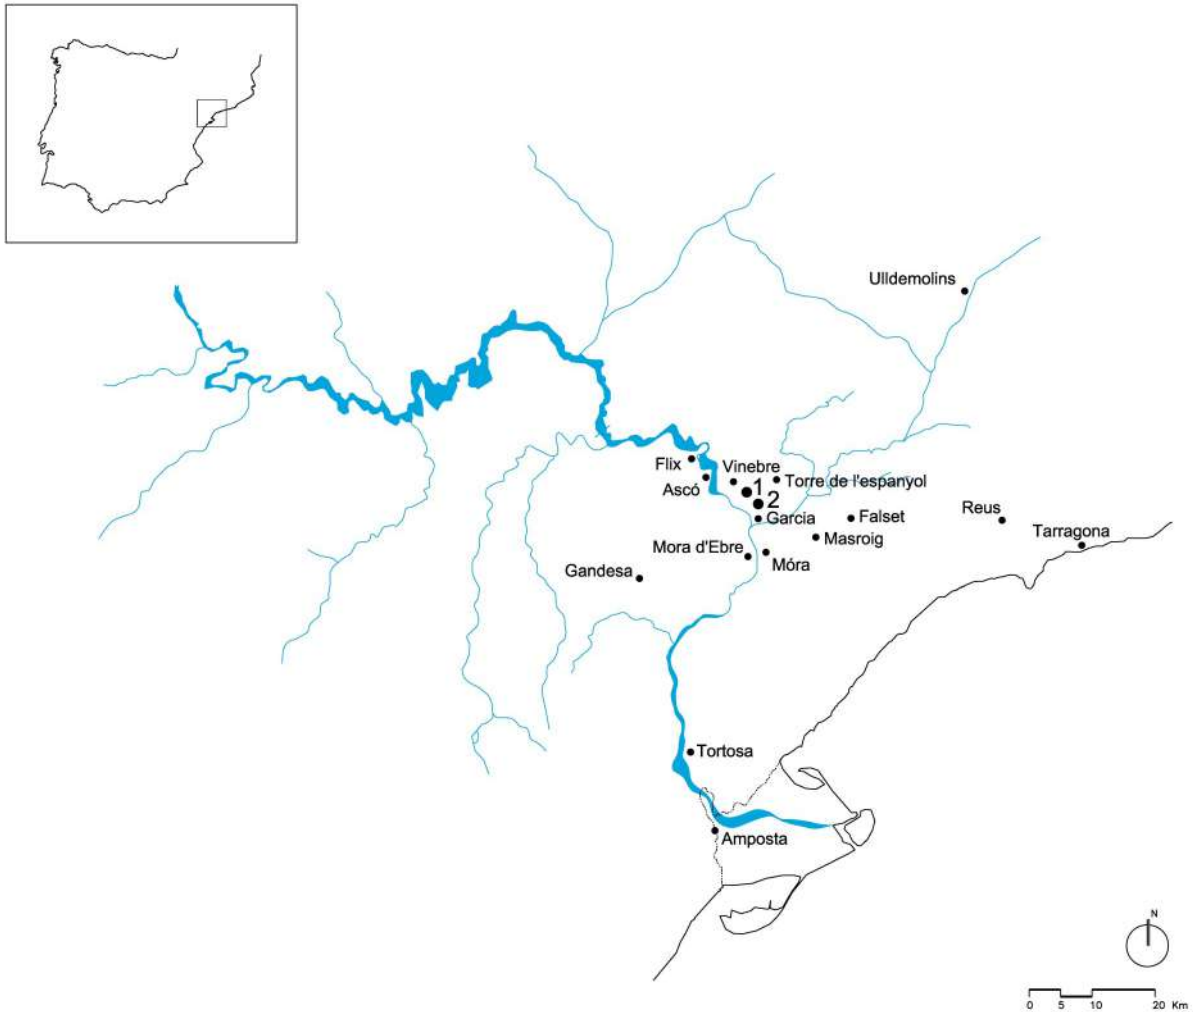 Ulldemolins
Flix
Vinebre
Ascó
1
Torre de l'espanyol
2
Garcia
Falset
Reus
Masroig
Tarragona
Mora d'Ebre
Móra
Gandesa
Tortosa
Amposta
N
0 5 10 20 Km